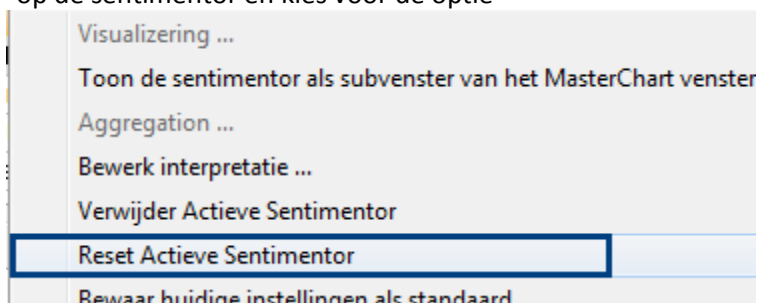 op de sentimentor en kies voor de optie
Visualizering ...
Toon de sentimentor als subvenster van het MasterChart venster
Aggregation ...
Bewerk interpretatie ...
Verwijder Actieve Sentimentor
Reset Actieve Sentimentor
Bewaar huidige instellingen als standaard